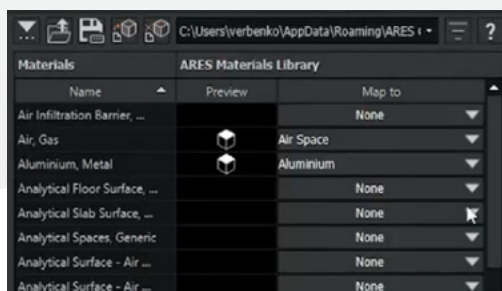 C:\Users\verbenko\AppData\Roaming\ARES (
?
Materials ARES Materials Library
Name Preview Map to
Air Infiltration Barrier, ... None
Air, Gas Air Space
Aluminium, Metal Aluminium
Analytical Floor Surface, ... None
Analytical Slab Surface, ... None
Analytical Spaces, Generic None
Analytical Surface - Air ... None
Analytical Surface - Air ... None